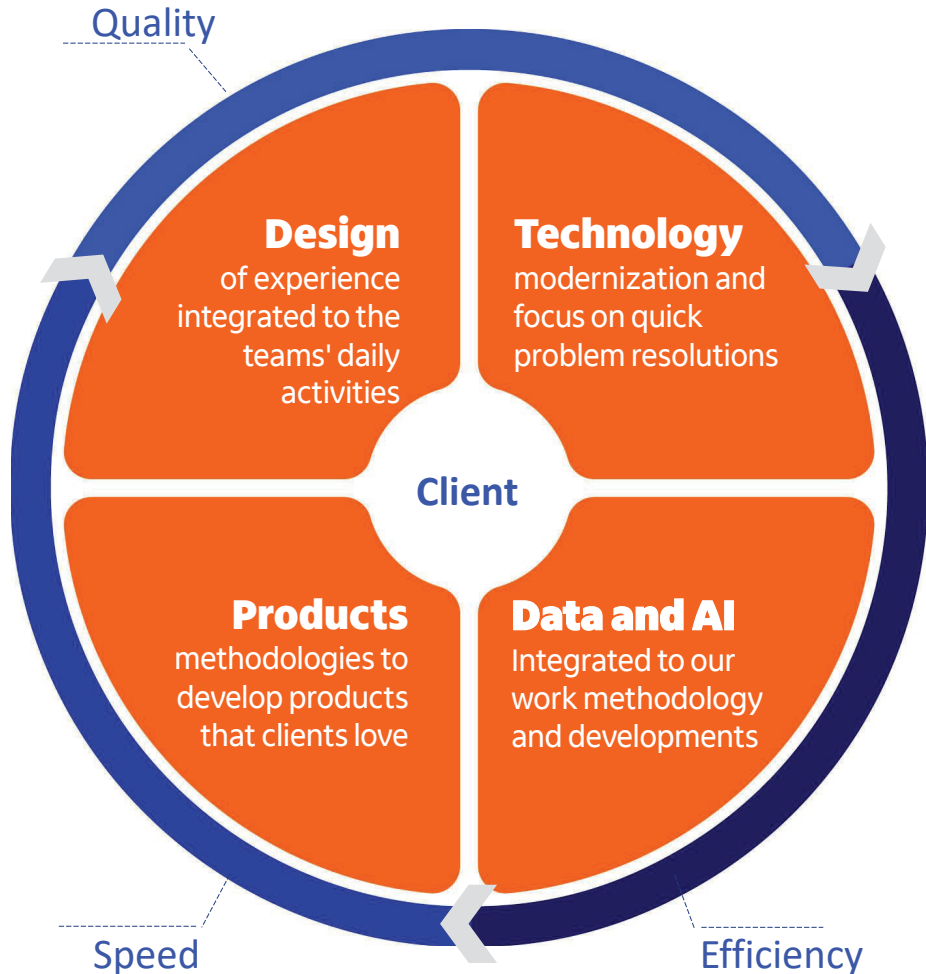 Quality
Design
of experience
integrated to the
teams' daily
activities
Technology
modernization and
focus on quick
problem resolutions
Client
Products
methodologies to
develop products
that clients love
Data and AI
Integrated to our
work methodology
and developments
Speed
Efficiency